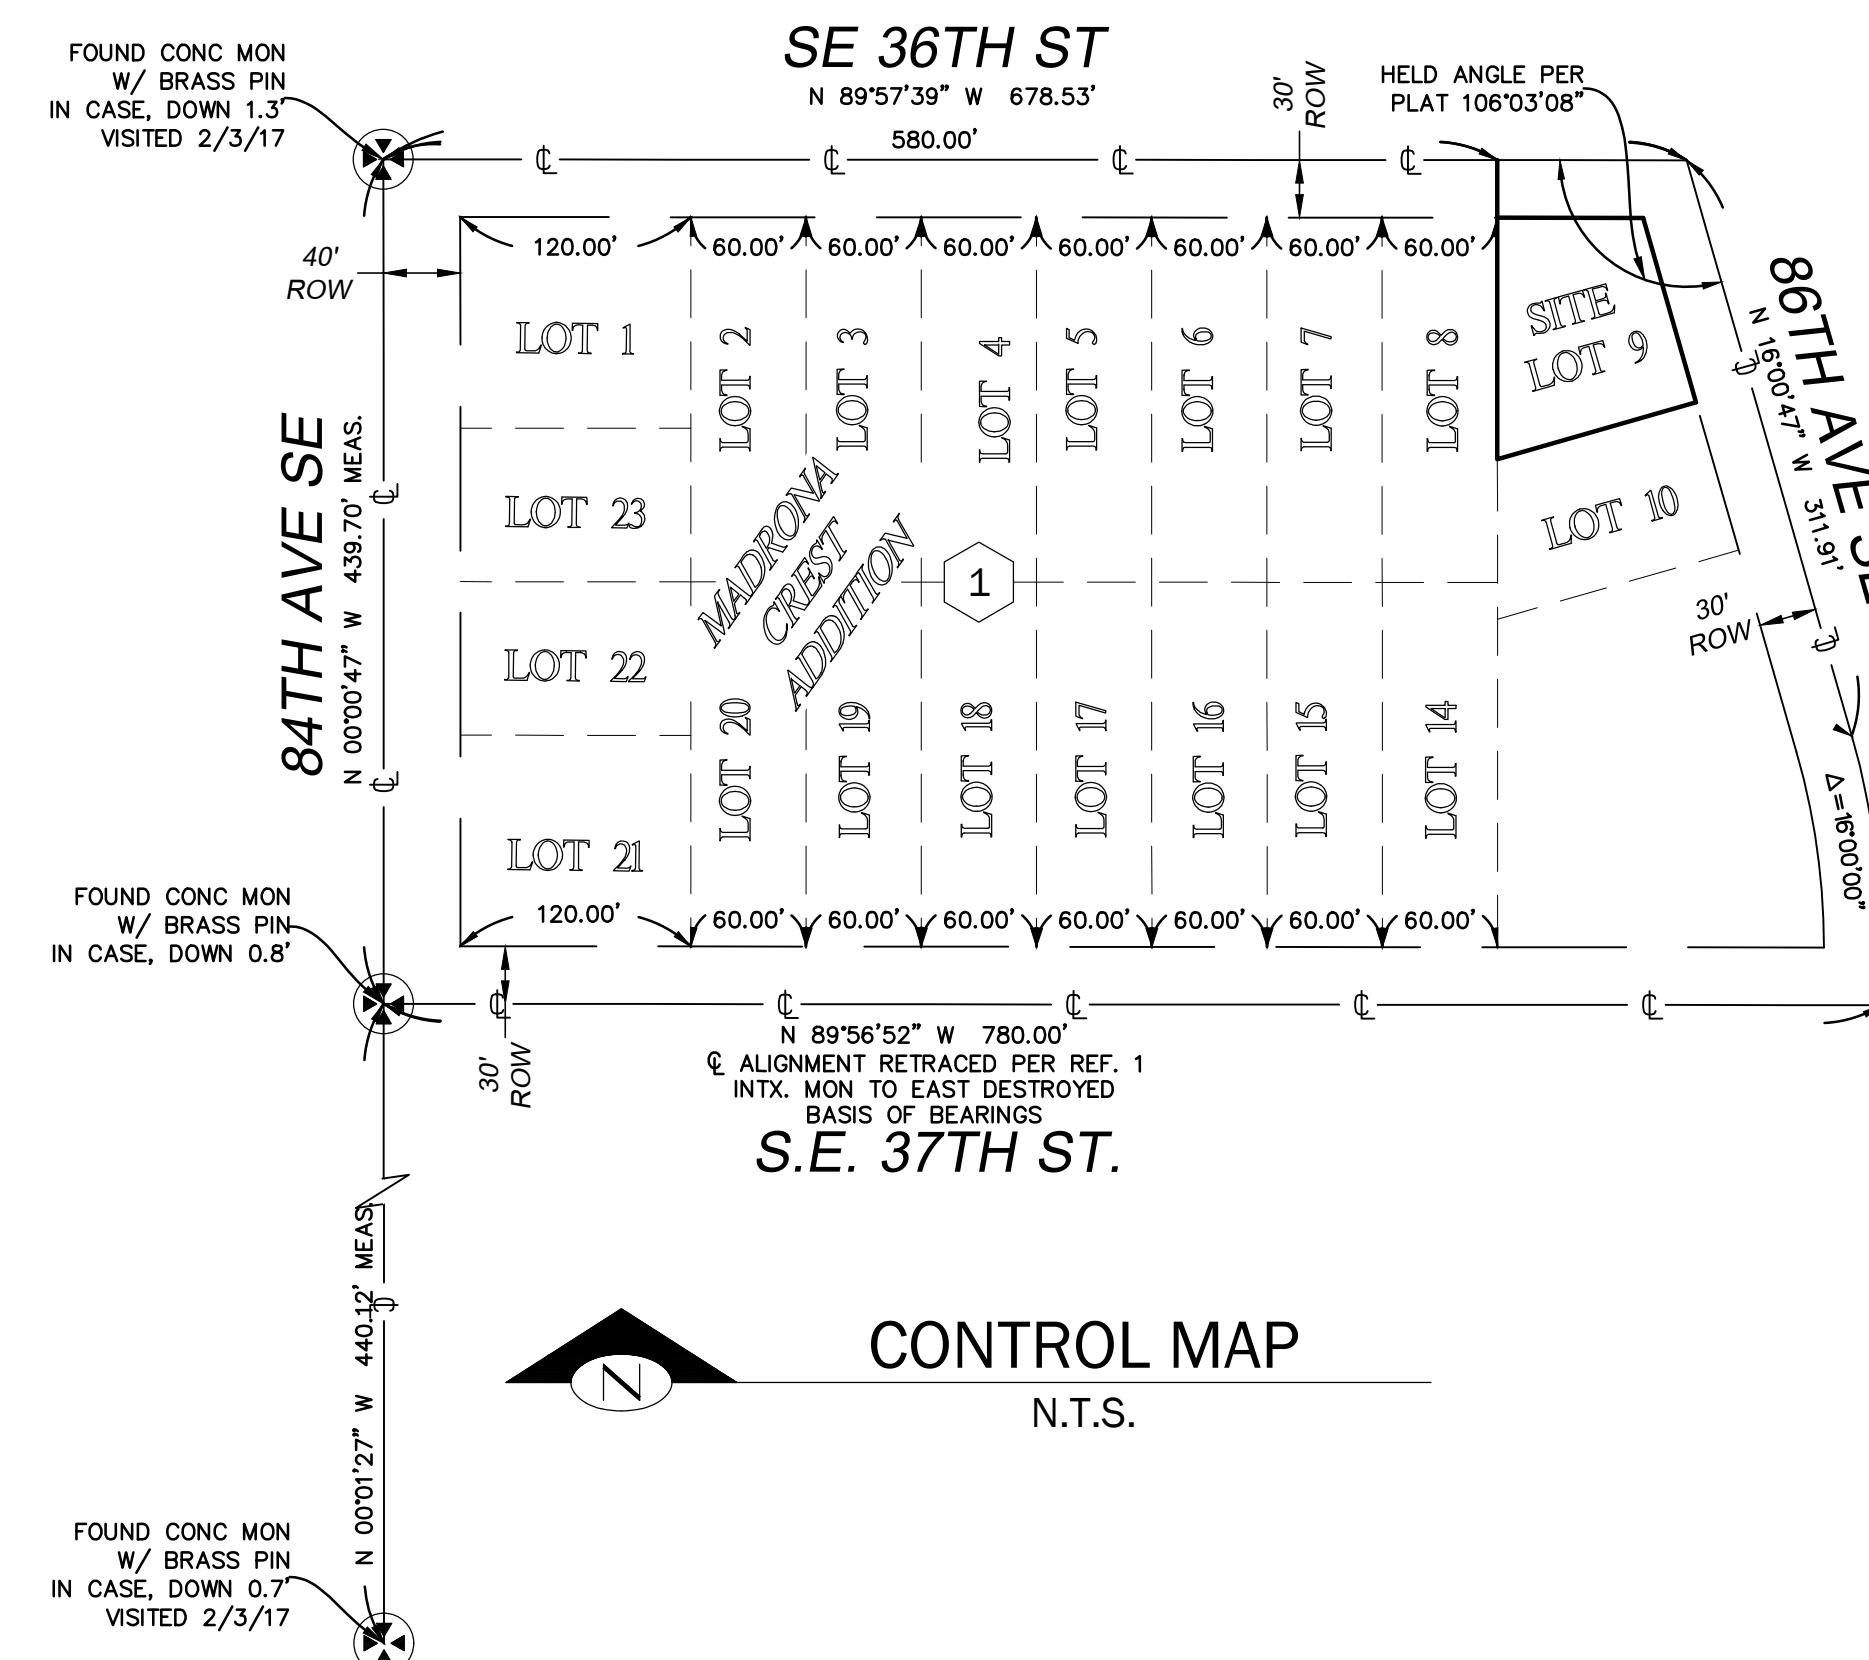 SE 36TH ST
N 89°57'39" W 678.53'
580.00'
FOUND CONC MON
W/ BRASS PIN
IN CASE, DOWN 1.3'
VISITED 2/3/17
30'
ROW
HELD ANGLE PER
PLAT 106°03'08"
℄ ℄ ℄ ℄
40'
ROW
120.00' 60.00' 60.00' 60.00' 60.00' 60.00' 60.00' 60.00'
LOT 1
LOT 2
LOT 3
LOT 4
LOT 5
LOT 6
LOT 7
LOT 8
SITE
LOT 9
86TH AVE SE
N 16°00'47" W 311.91'
℄
℄
84TH AVE SE
N 00°00'47" W 439.70' MEAS.
℄
℄
LOT 23
MADRONA
CREST
ADDITION
1
LOT 10
30'
ROW
LOT 22
LOT 20
LOT 19
LOT 18
LOT 17
LOT 16
LOT 15
LOT 14
Δ=16°00'00"
LOT 21
120.00' 60.00' 60.00' 60.00' 60.00' 60.00' 60.00' 60.00'
FOUND CONC MON
W/ BRASS PIN
IN CASE, DOWN 0.8'
℄ ℄ ℄ ℄ ℄
30'
ROW
N 89°56'52" W 780.00'
℄ ALIGNMENT RETRACED PER REF. 1
INTX. MON TO EAST DESTROYED
BASIS OF BEARINGS
S.E. 37TH ST.
N 00°01'27" W 440.12' MEAS.
℄
N
CONTROL MAP
N.T.S.
FOUND CONC MON
W/ BRASS PIN
IN CASE, DOWN 0.7'
VISITED 2/3/17